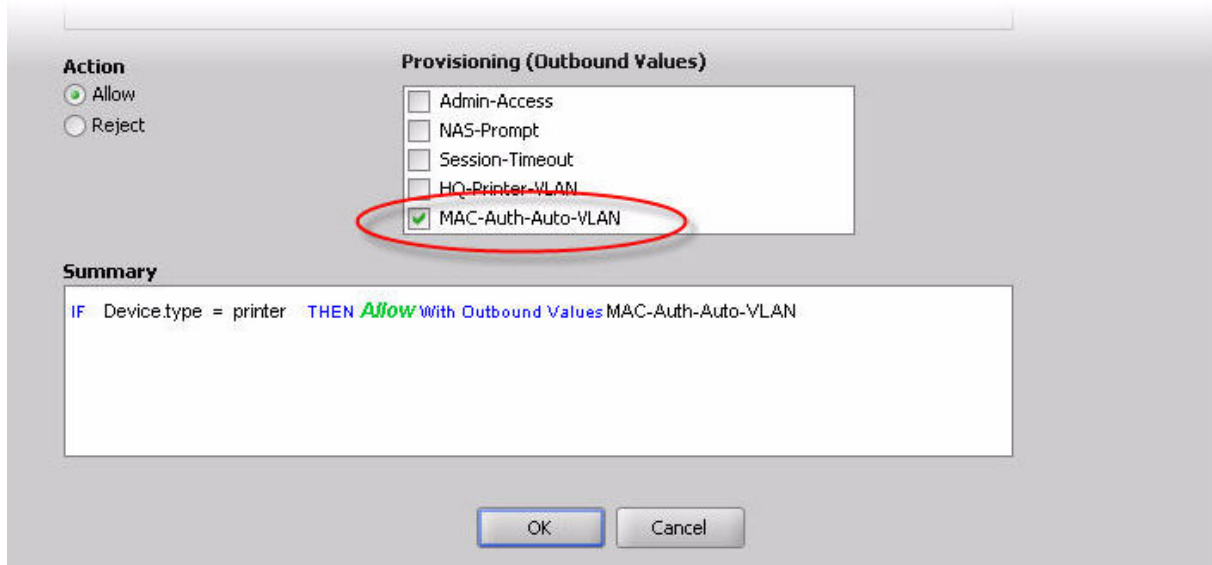 Action
Allow
Reject
Provisioning (Outbound Values)
Admin-Access
NAS-Prompt
Session-Timeout
HQ-Printer-VLAN
MAC-Auth-Auto-VLAN
Summary
IF Device.type = printer THEN Allow With Outbound Values MAC-Auth-Auto-VLAN
OK Cancel